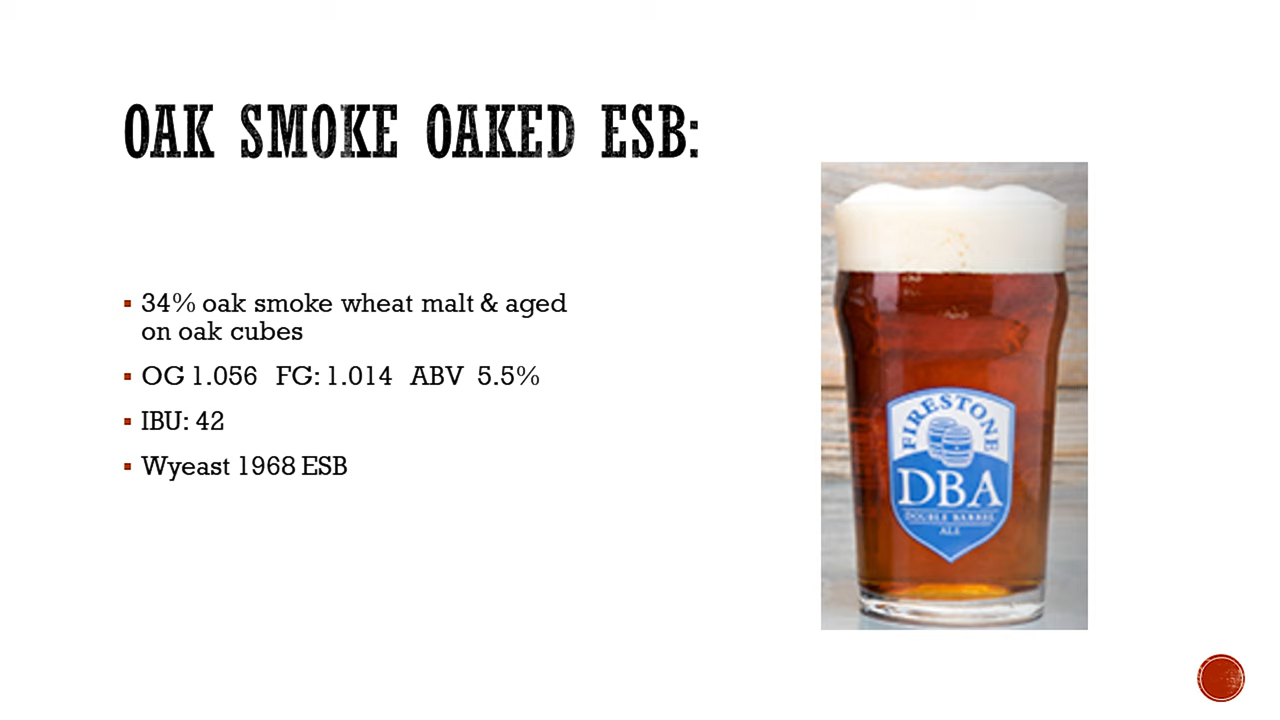 OAK SMOKE OAKED ESB:
▪ 34% oak smoke wheat malt & aged
on oak cubes
▪ OG 1.056 FG: 1.014 ABV 5.5%
▪ IBU: 42
▪ Wyeast 1968 ESB
FIRESTONE
DBA
DOUBLE BARREL
ALE